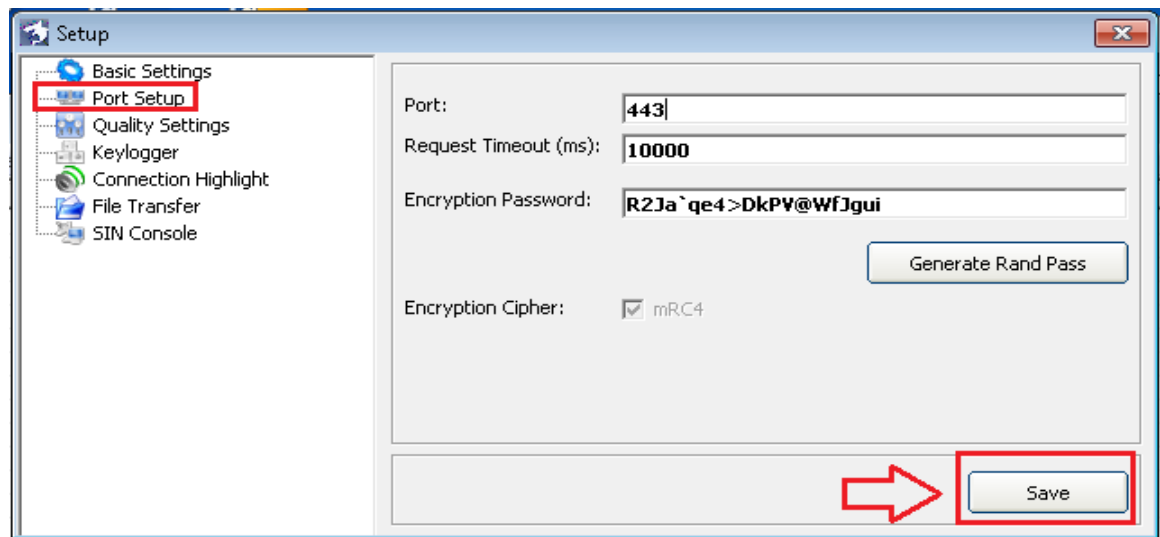 Setup
Basic Settings
Port Setup
Quality Settings
Keylogger
Connection Highlight
File Transfer
SIN Console
Port: 443
Request Timeout (ms): 10000
Encryption Password: R2Ja`qe4>DkPV@WfJgui
Generate Rand Pass
Encryption Cipher: mRC4
Save